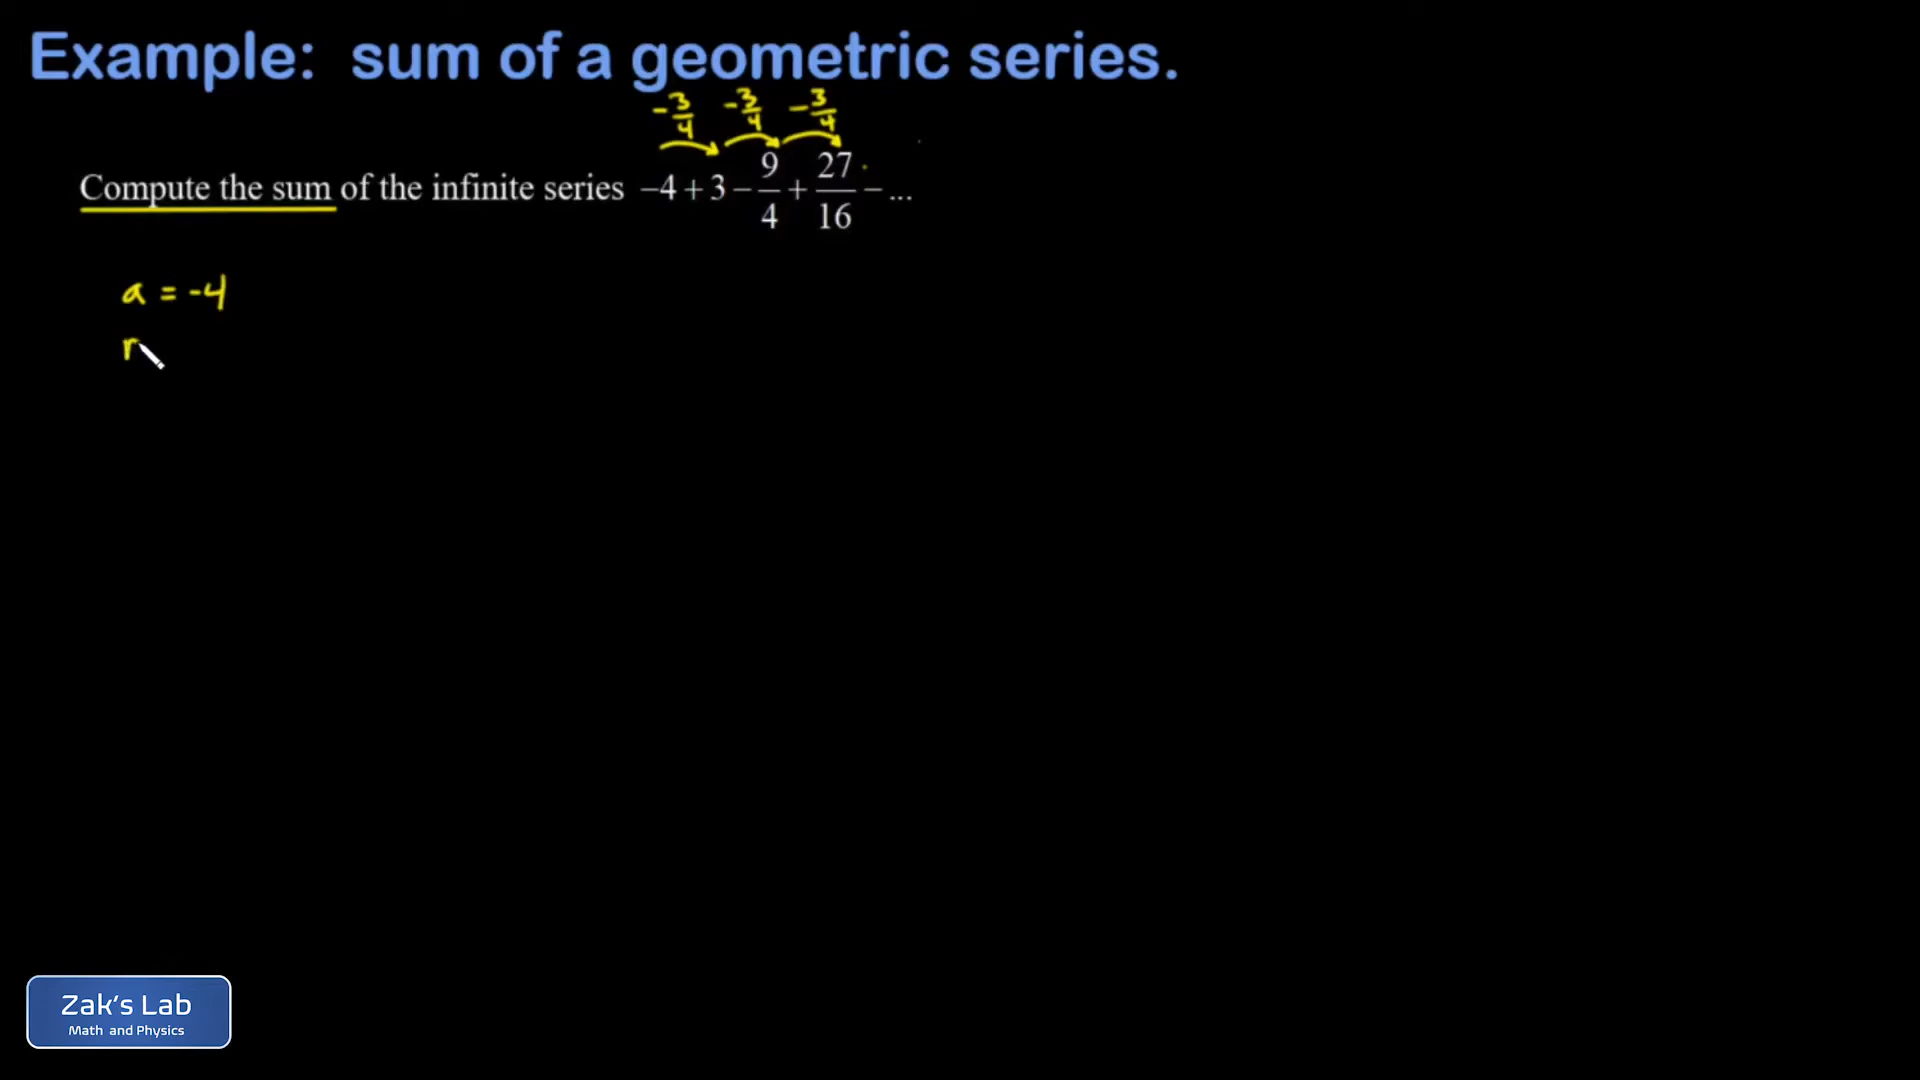 Example: sum of a geometric series.
-3/4 -3/4 -3/4
Compute the sum of the infinite series −4 + 3 − 9/4 + 27/16 − ...
a = -4
r
Zak's Lab
Math and Physics